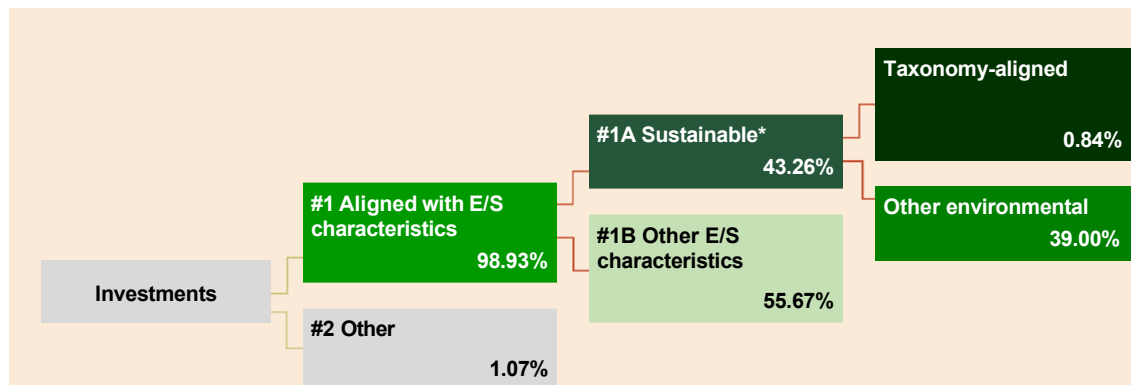 Investments
#1 Aligned with E/S
characteristics
98.93%
#2 Other
1.07%
#1A Sustainable*
43.26%
#1B Other E/S
characteristics
55.67%
Taxonomy-aligned
0.84%
Other environmental
39.00%